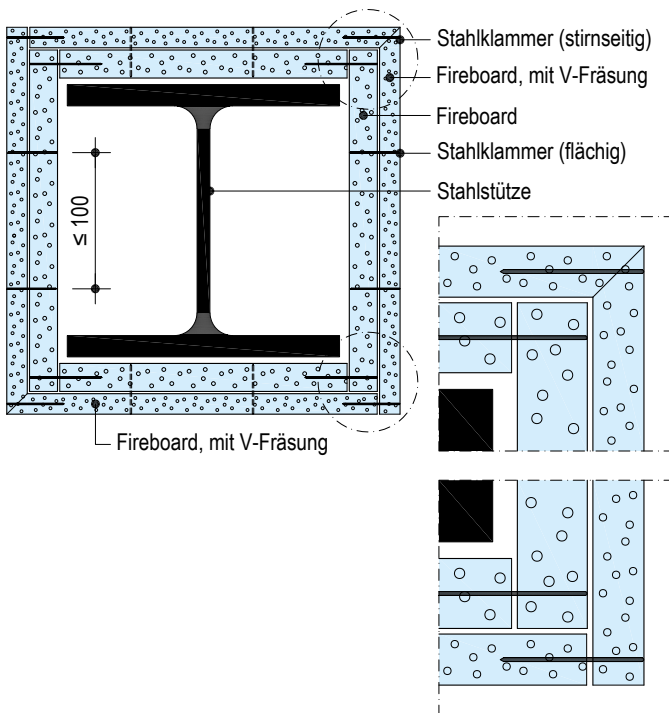 Stahlklammer (stirnseitig)
Fireboard, mit V-Fräsung
Fireboard
Stahlklammer (flächig)
Stahlstütze
≤ 100
Fireboard, mit V-Fräsung